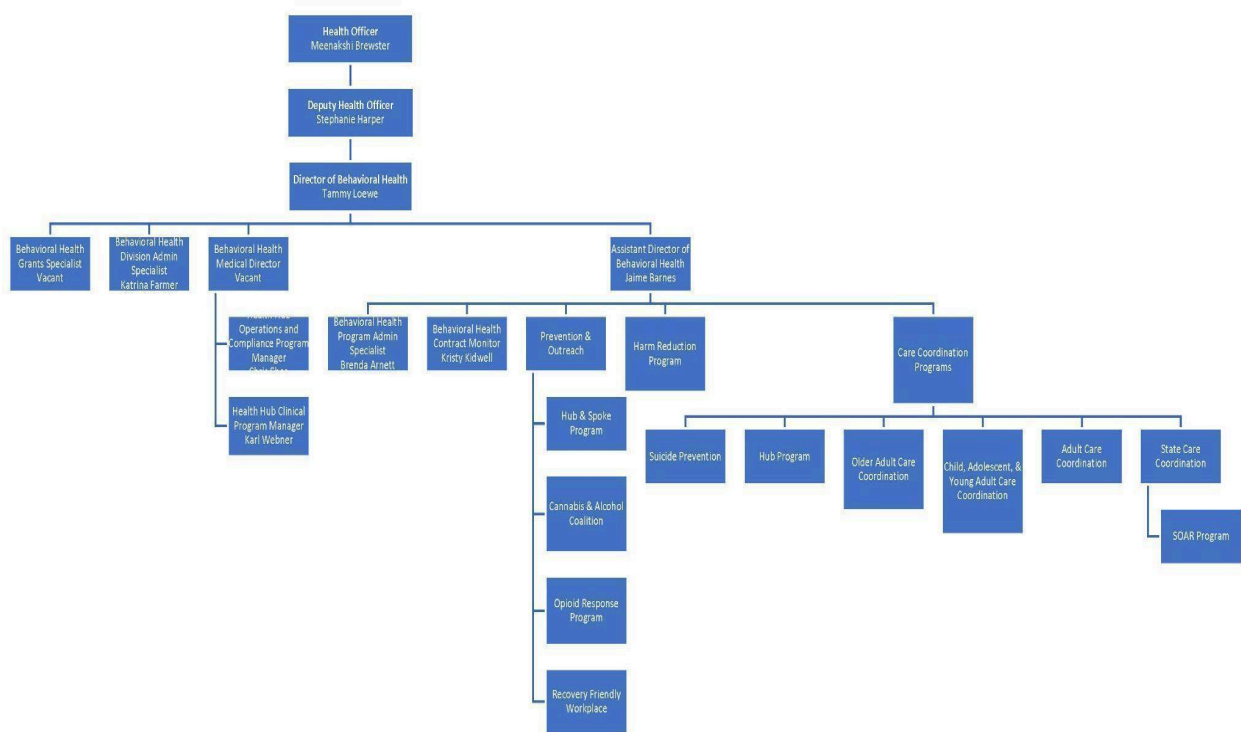 Health Officer
Meenakshi Brewster
Deputy Health Officer
Stephanie Harper
Director of Behavioral Health
Tammy Loewe
Behavioral Health
Grants Specialist
Vacant
Behavioral Health
Division Admin
Specialist
Katrina Farmer
Behavioral Health
Medical Director
Vacant
Assistant Director of
Behavioral Health
Jaime Barnes
Operations and
Compliance Program
Manager
Behavioral Health
Program Admin
Specialist
Brenda Arnett
Behavioral Health
Contract Monitor
Kristy Kidwell
Prevention &
Outreach
Harm Reduction
Program
Care Coordination
Programs
Health Hub Clinical
Program Manager
Karl Webner
Hub & Spoke
Program
Cannabis & Alcohol
Coalition
Opioid Response
Program
Recovery Friendly
Workplace
Suicide Prevention
Hub Program
Older Adult Care
Coordination
Child, Adolescent, &
Young Adult Care
Coordination
Adult Care
Coordination
State Care
Coordination
SOAR Program